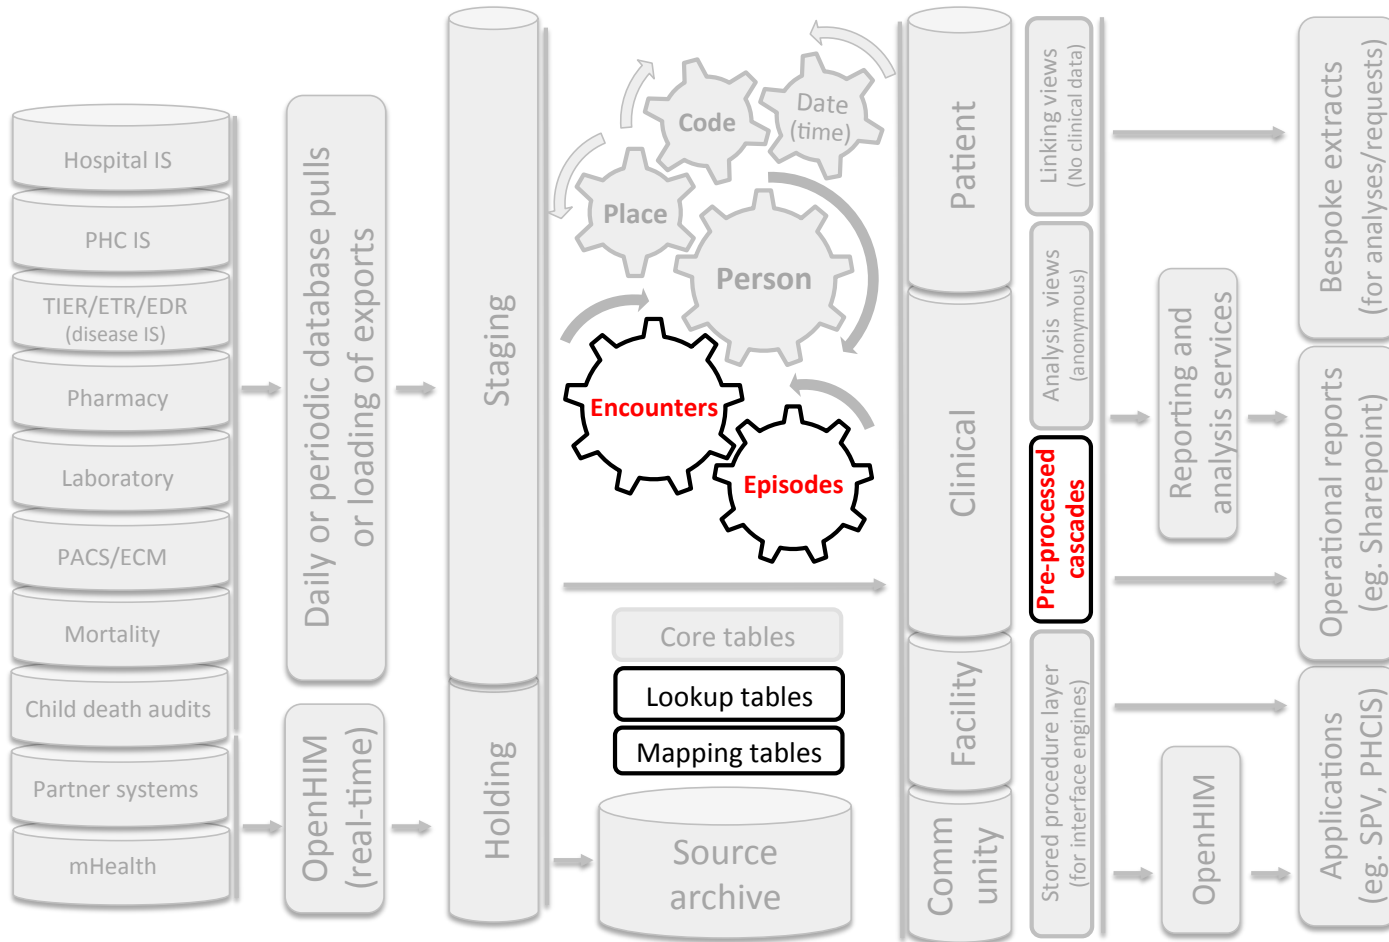 Hospital IS
PHC IS
TIER/ETR/EDR
(disease IS)
Pharmacy
Laboratory
PACS/ECM
Mortality
Child death audits
Partner systems
mHealth
Daily or periodic database pulls
or loading of exports
OpenHIM
(real-time)
Staging
Holding
Code
Date
(time)
Place
Person
Encounters
Episodes
Core tables
Lookup tables
Mapping tables
Source
archive
Patient
Clinical
Facility
Comm
unity
Linking views
(No clinical data)
Analysis views
(anonymous)
Pre-processed
cascades
Stored procedure layer
(for interface engines)
Reporting and
analysis services
OpenHIM
Bespoke extracts
(for analyses/requests)
Operational reports
(eg. Sharepoint)
Applications
(eg. SPV, PHCIS)